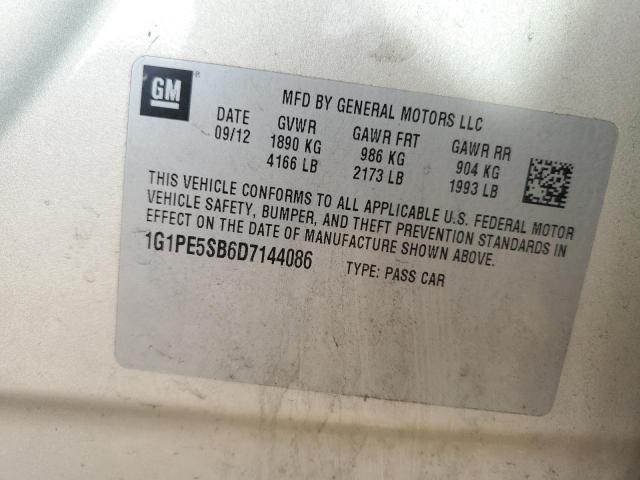 GM
MFD BY GENERAL MOTORS LLC
DATE GVWR GAWR FRT GAWR RR
09/12 1890 KG 986 KG 904 KG
4166 LB 2173 LB 1993 LB
THIS VEHICLE CONFORMS TO ALL APPLICABLE U.S. FEDERAL MOTOR
VEHICLE SAFETY, BUMPER, AND THEFT PREVENTION STANDARDS IN
EFFECT ON THE DATE OF MANUFACTURE SHOWN ABOVE.
1G1PE5SB6D7144086 TYPE: PASS CAR